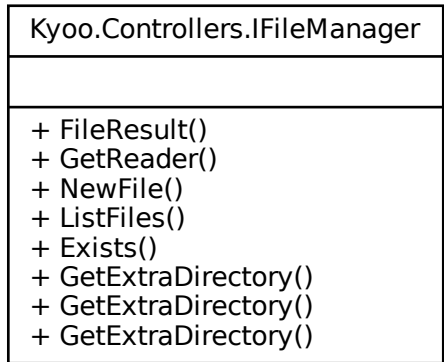 Kyoo.Controllers.IFileManager
+ FileResult()
+ GetReader()
+ NewFile()
+ ListFiles()
+ Exists()
+ GetExtraDirectory()
+ GetExtraDirectory()
+ GetExtraDirectory()